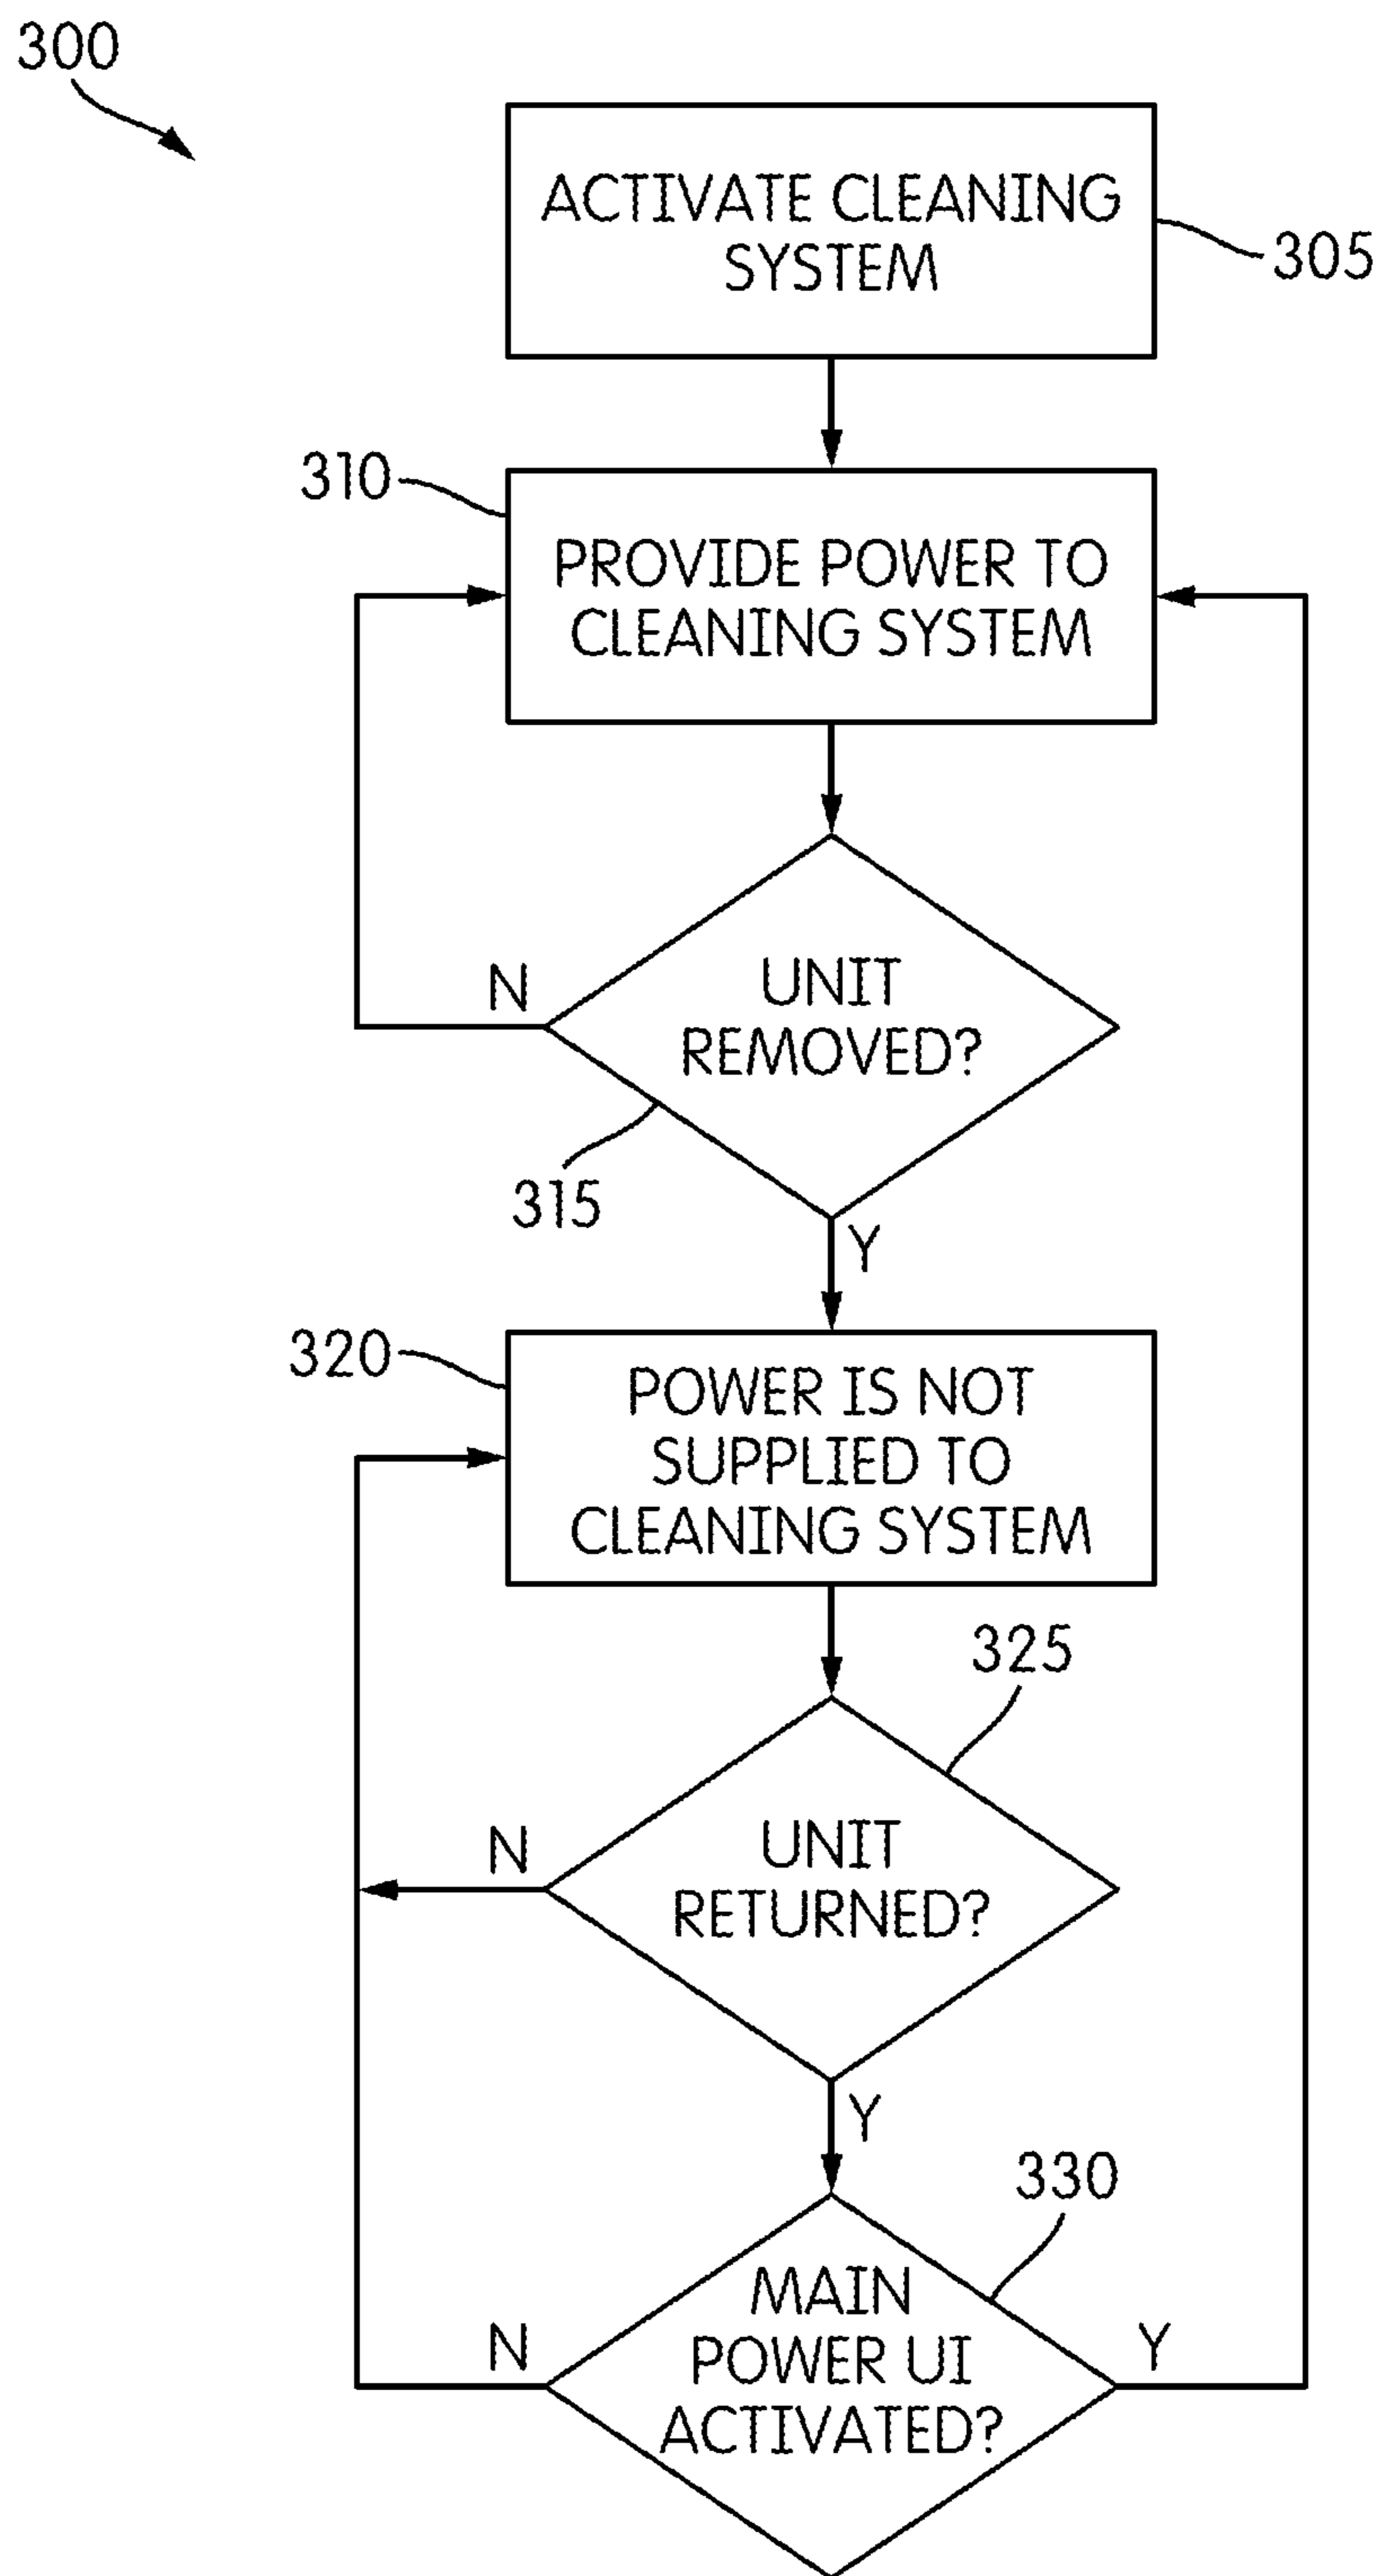 300
ACTIVATE CLEANING
SYSTEM
305
310
PROVIDE POWER TO
CLEANING SYSTEM
N
UNIT
REMOVED?
315
Y
320
POWER IS NOT
SUPPLIED TO
CLEANING SYSTEM
325
N
UNIT
RETURNED?
Y
330
MAIN
POWER UI
ACTIVATED?
N
Y